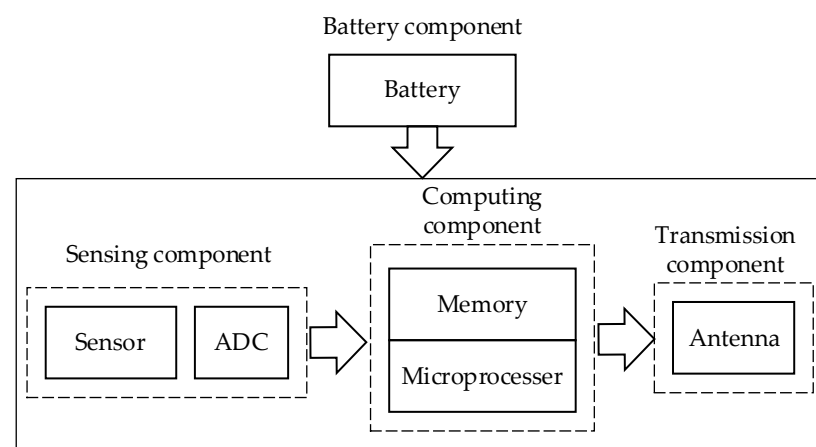 Battery component
Battery
Computing
component
Sensing component
Transmission
component
Sensor
ADC
Memory
Microprocesser
Antenna